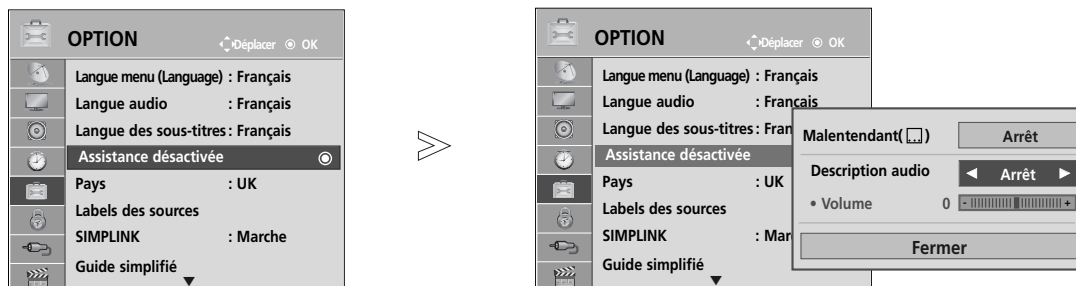 OPTION
Déplacer OK
Langue menu (Language) : Français
Langue audio : Français
Langue des sous-titres : Français
Assistance désactivée
Pays : UK
Labels des sources
SIMPLINK : Marche
Guide simplifié
OPTION
Déplacer OK
Langue menu (Language) : Français
Langue audio : Français
Langue des sous-titres : Fran
Assistance désactivée
Pays : UK
Labels des sources
SIMPLINK : Mar
Guide simplifié
Malentendant( ) Arrêt
Description audio ◀ Arrêt ▶
• Volume 0 - +
Fermer